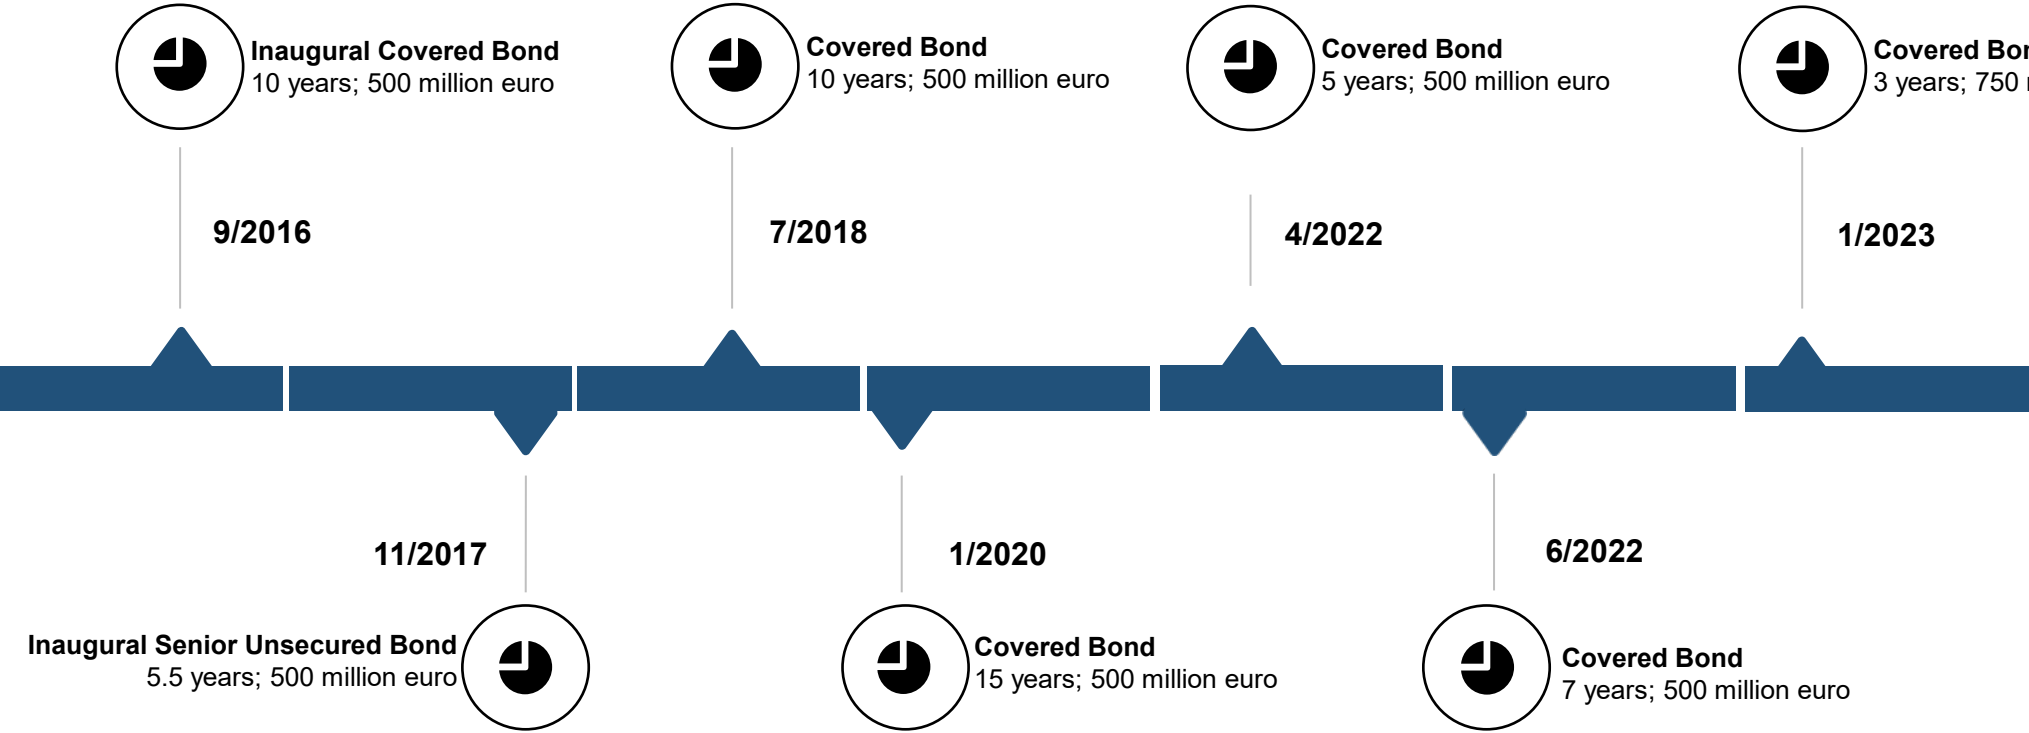 Inaugural Covered Bond
10 years; 500 million euro
9/2016
Covered Bond
10 years; 500 million euro
7/2018
Covered Bond
5 years; 500 million euro
4/2022
Covered
3 years; 750
1/2023
11/2017
Inaugural Senior Unsecured Bond
5.5 years; 500 million euro
1/2020
Covered Bond
15 years; 500 million euro
6/2022
Covered Bond
7 years; 500 million euro